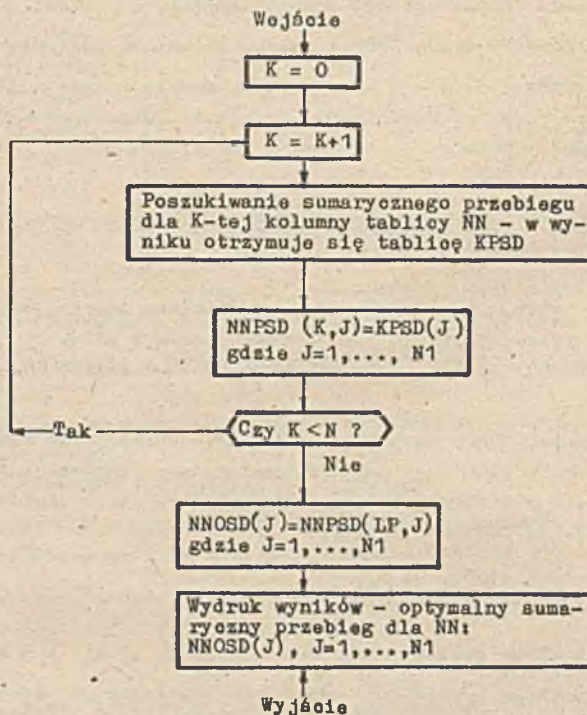 Wejście
K = 0
K = K+1
Poszukiwanie sumarycznego przebiegu
dla K-tej kolumny tablicy NN - w wy-
niku otrzymuje się tablicę KPSD
NNPSD (K,J)=KPSD(J)
gdzie J=1,..., N1
Tak
Czy K<N ?
Nie
NNOSD(J)=NNPSD(LP,J)
gdzie J=1,...,N1
Wydruk wyników - optymalny suma-
ryczny przebieg dla NN:
NNOSD(J), J=1,...,N1
Wyjście